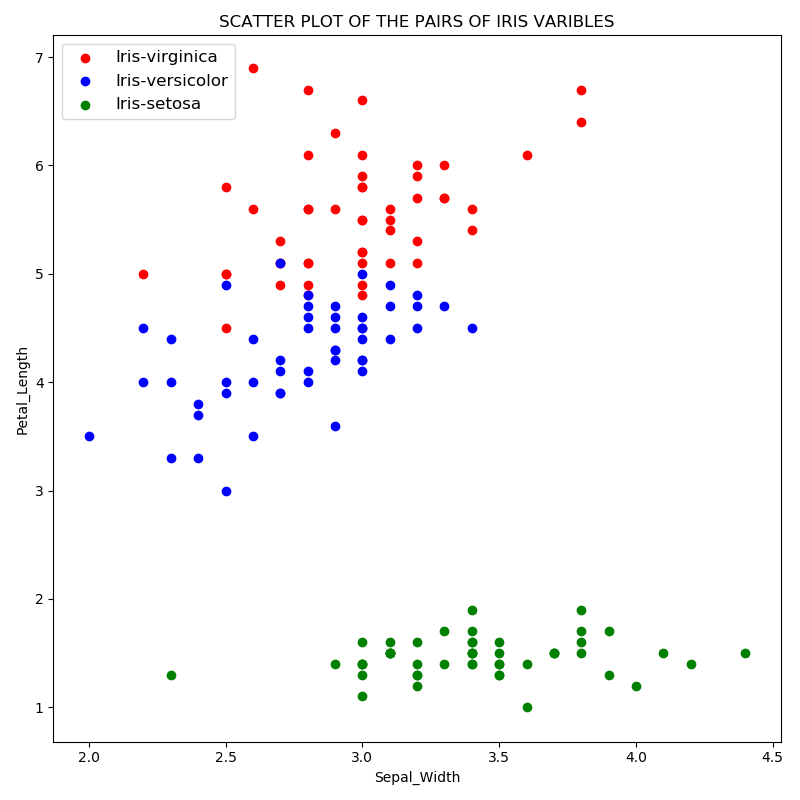 SCATTER PLOT OF THE PAIRS OF IRIS VARIBLES
Iris-virginica
Iris-versicolor
Iris-setosa
7
6
5
4
3
2
1
Petal_Length
2.0 2.5 3.0 3.5 4.0 4.5
Sepal_Width